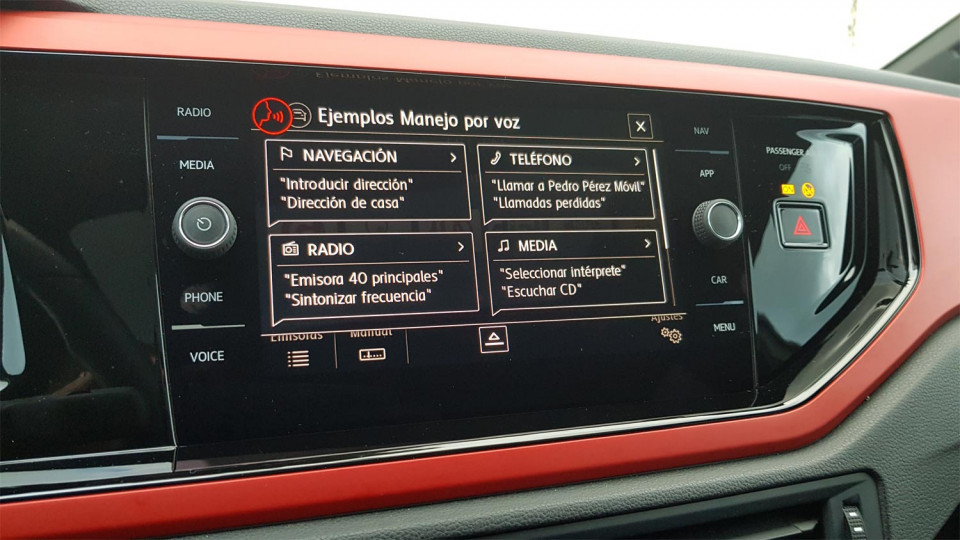 RADIO
MEDIA
PHONE
VOICE
Ejemplos Manejo por voz
X
NAVEGACIÓN
"Introducir dirección"
"Dirección de casa"
TELÉFONO
"Llamar a Pedro Pérez Móvil"
"Llamadas perdidas"
RADIO
"Emisora 40 principales"
"Sintonizar frecuencia"
MEDIA
"Seleccionar intérprete"
"Escuchar CD"
Emisoras
Manual
Ajustes
NAV
APP
CAR
MENU
PASSENGER
OFF